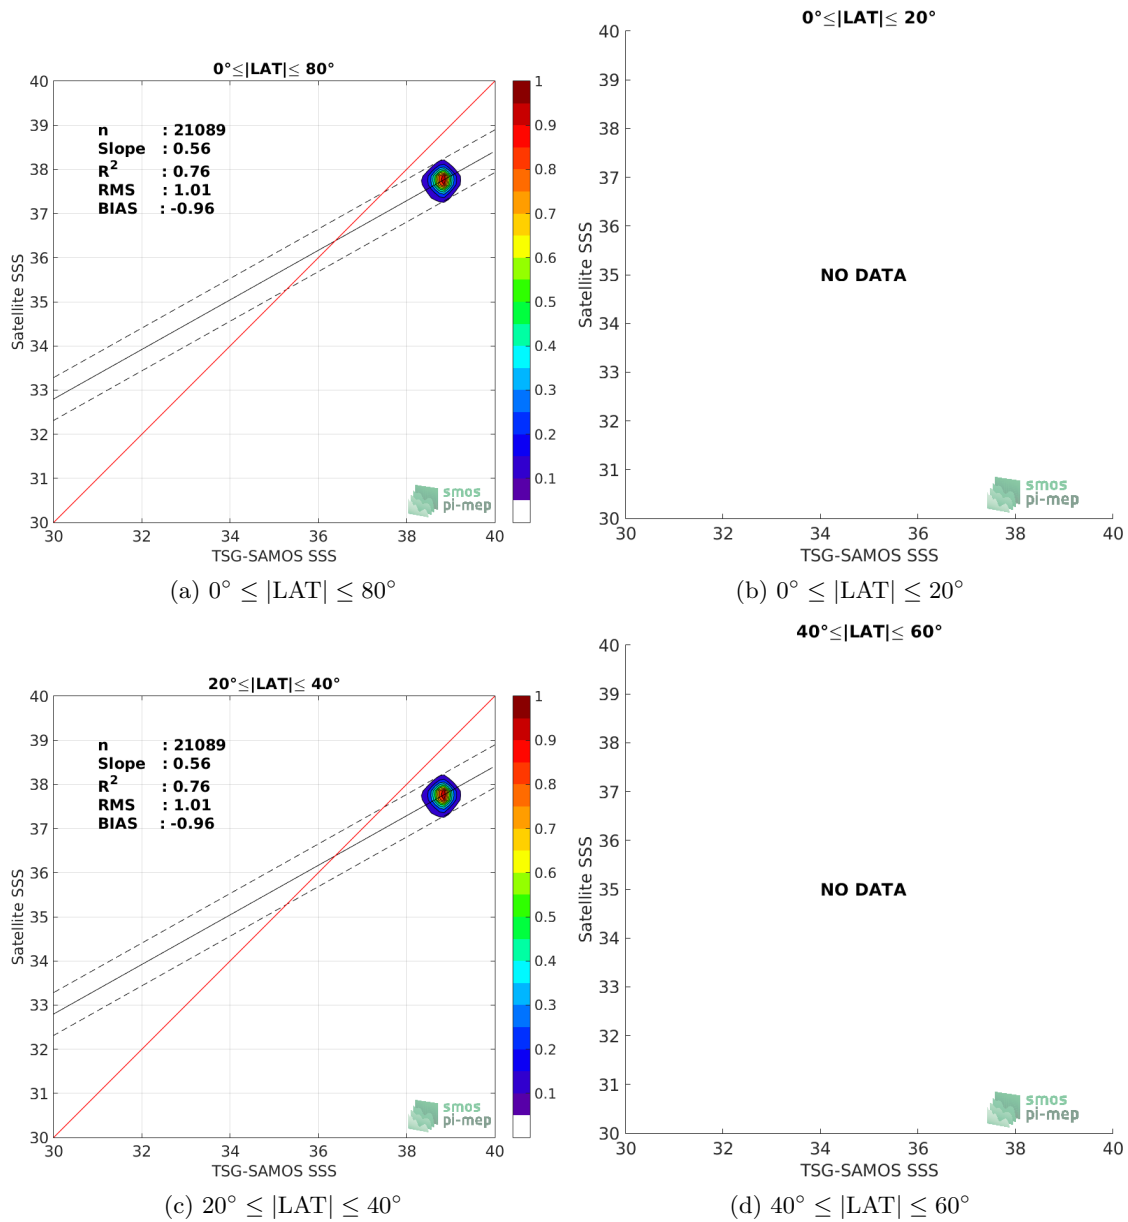 0°≤|LAT|≤ 80°
40
39
38
37
36
35
34
33
32
31
30
n : 21089
Slope : 0.56
R2 : 0.76
RMS : 1.01
BIAS : -0.96
Satellite SSS
smos
pi-mep
30 32 34 36 38 40
TSG-SAMOS SSS
1
0.9
0.8
0.7
0.6
0.5
0.4
0.3
0.2
0.1
(a) 0° ≤ |LAT| ≤ 80°
0°≤|LAT|≤ 20°
40
39
38
37
36
35
34
33
32
31
30
Satellite SSS
NO DATA
smos
pi-mep
30 32 34 36 38 40
TSG-SAMOS SSS
(b) 0° ≤ |LAT| ≤ 20°
20°≤|LAT|≤ 40°
40
39
38
37
36
35
34
33
32
31
30
n : 21089
Slope : 0.56
R2 : 0.76
RMS : 1.01
BIAS : -0.96
Satellite SSS
smos
pi-mep
30 32 34 36 38 40
TSG-SAMOS SSS
1
0.9
0.8
0.7
0.6
0.5
0.4
0.3
0.2
0.1
(c) 20° ≤ |LAT| ≤ 40°
40°≤|LAT|≤ 60°
40
39
38
37
36
35
34
33
32
31
30
Satellite SSS
NO DATA
smos
pi-mep
30 32 34 36 38 40
TSG-SAMOS SSS
(d) 40° ≤ |LAT| ≤ 60°